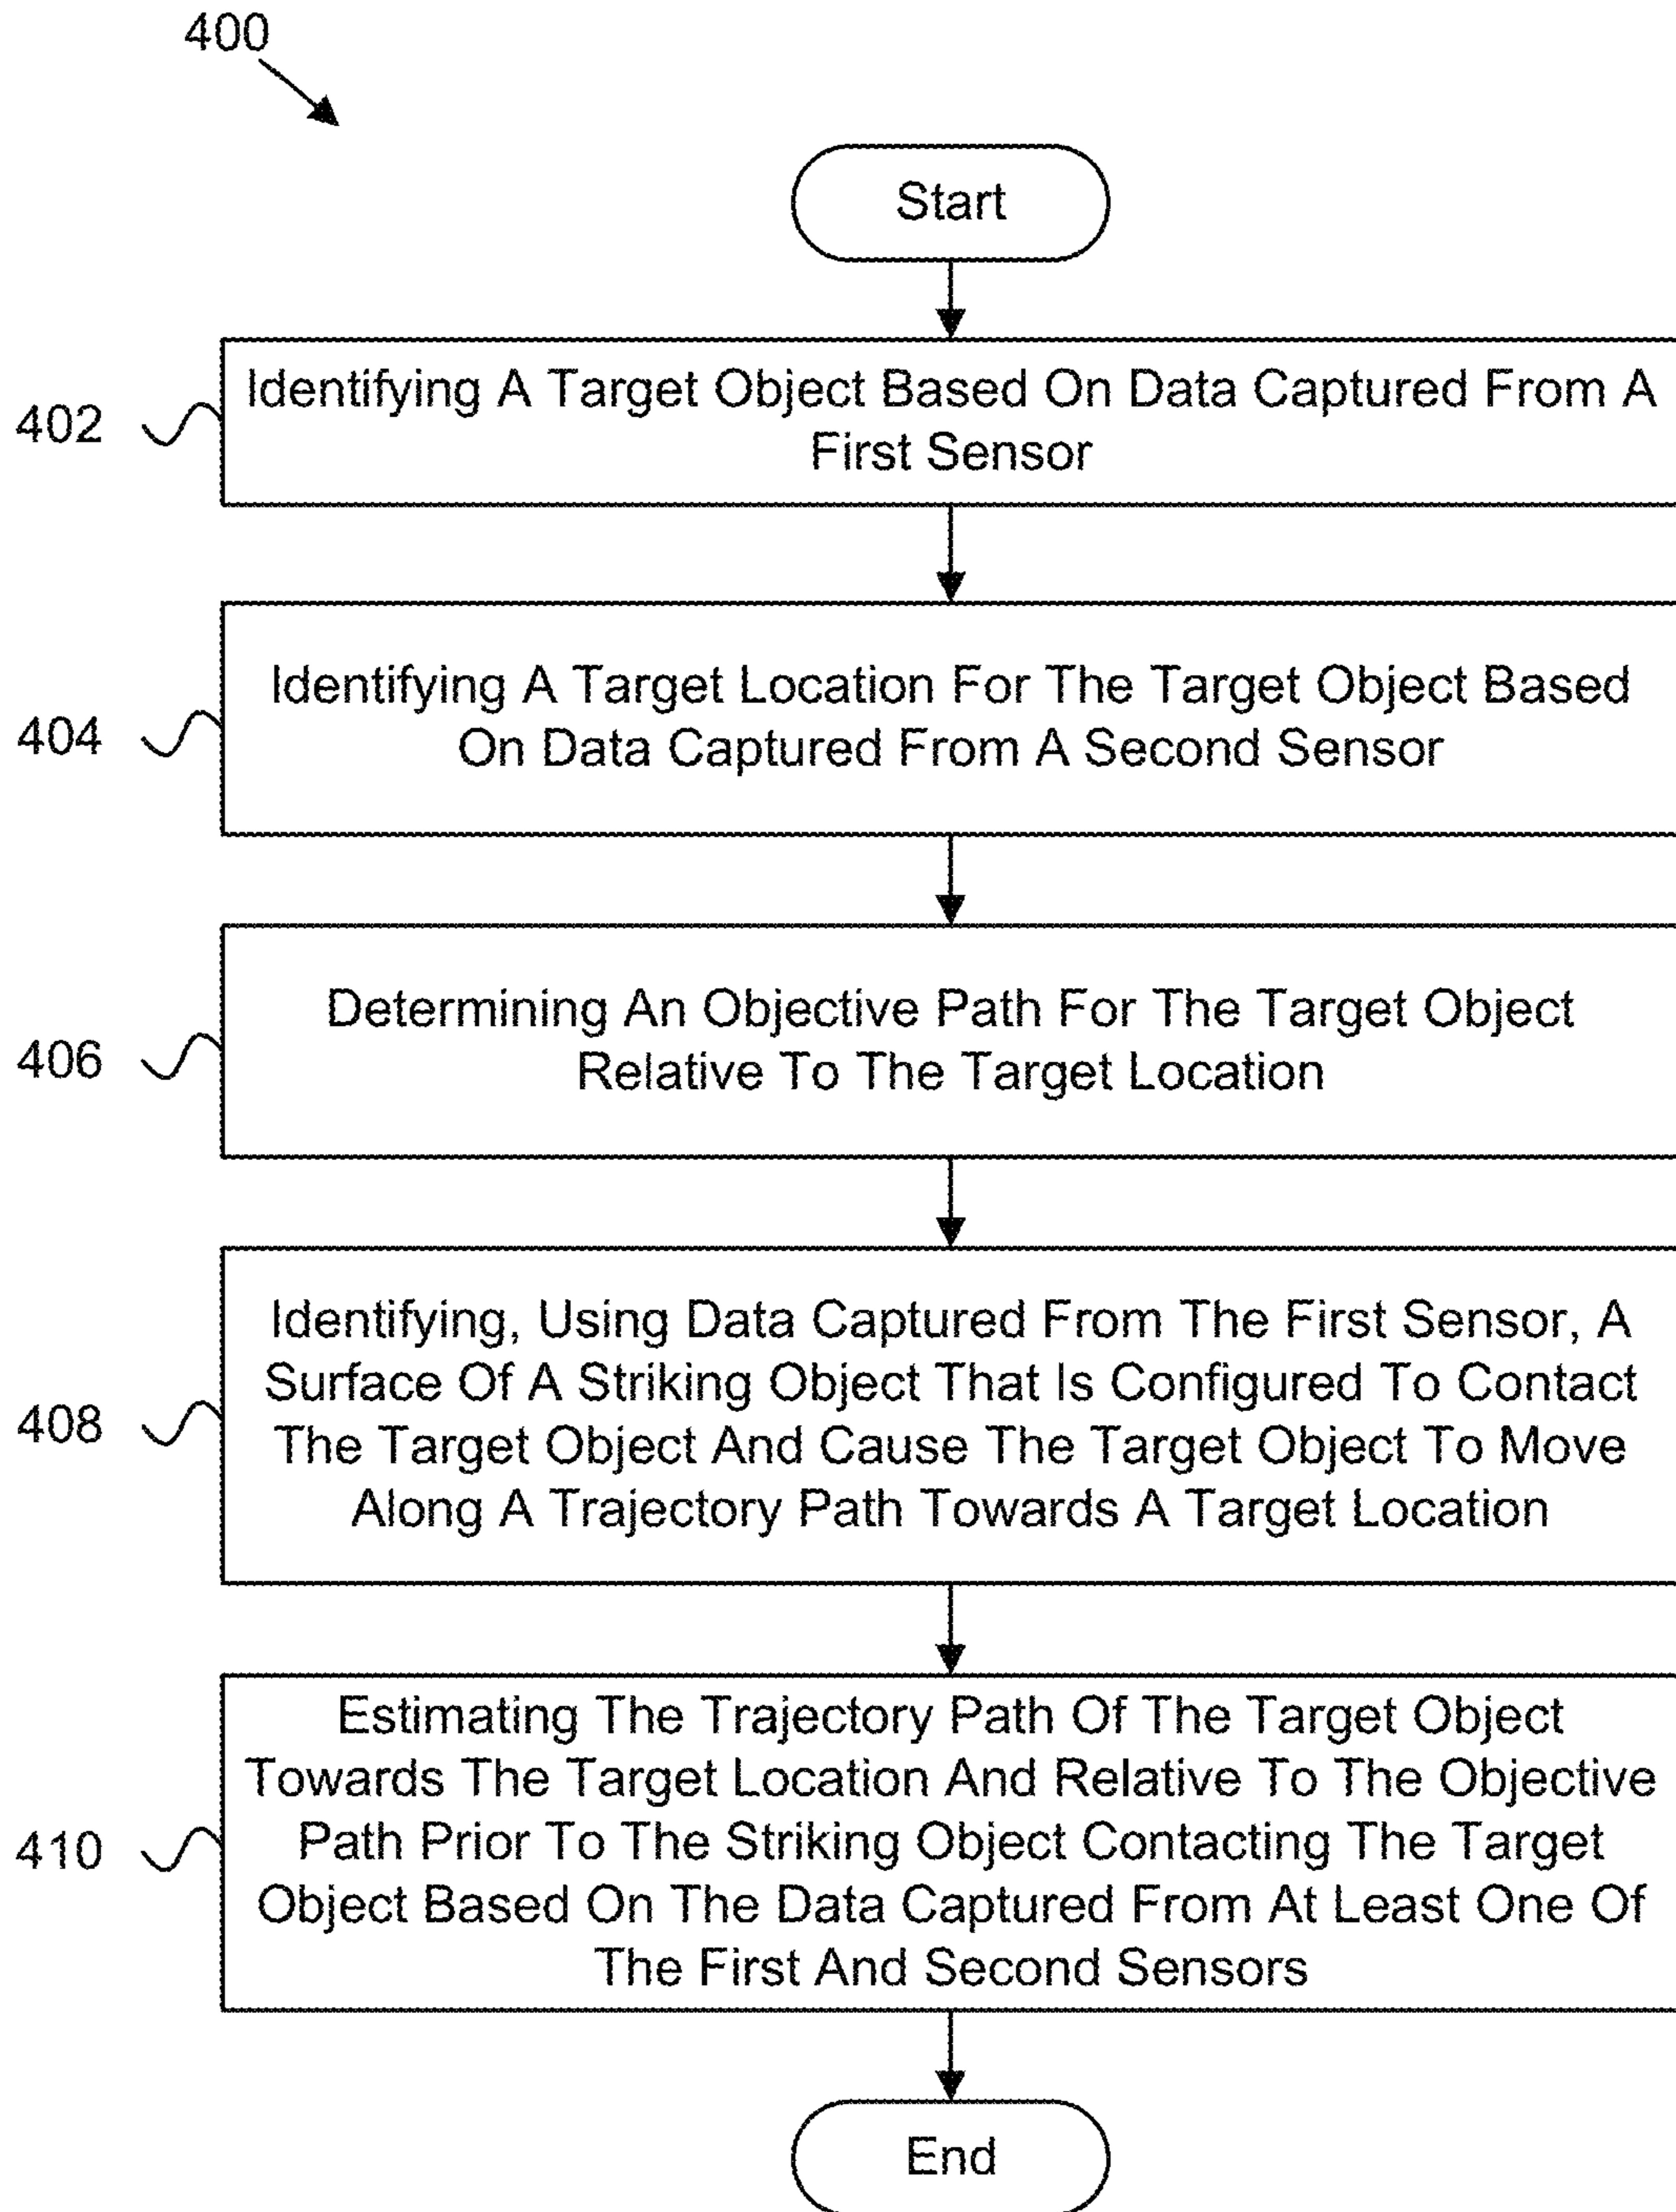 400
Start
402
Identifying A Target Object Based On Data Captured From A
First Sensor
404
Identifying A Target Location For The Target Object Based
On Data Captured From A Second Sensor
406
Determining An Objective Path For The Target Object
Relative To The Target Location
408
Identifying, Using Data Captured From The First Sensor, A
Surface Of A Striking Object That Is Configured To Contact
The Target Object And Cause The Target Object To Move
Along A Trajectory Path Towards A Target Location
410
Estimating The Trajectory Path Of The Target Object
Towards The Target Location And Relative To The Objective
Path Prior To The Striking Object Contacting The Target
Object Based On The Data Captured From At Least One Of
The First And Second Sensors
End